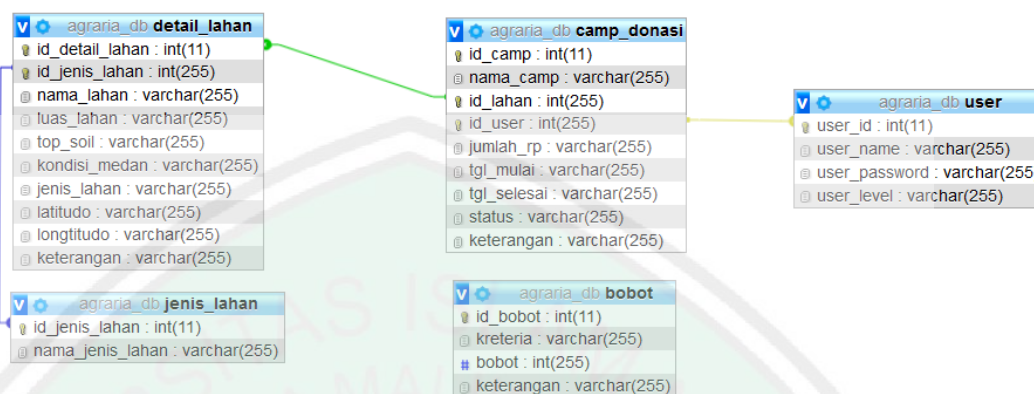 agraria_db detail_lahan
id_detail_lahan : int(11)
id_jenis_lahan : int(255)
nama_lahan : varchar(255)
luas_lahan : varchar(255)
top_soil : varchar(255)
kondisi_medan : varchar(255)
jenis_lahan : varchar(255)
latitudo : varchar(255)
longtitudo : varchar(255)
keterangan : varchar(255)
agraria_db jenis_lahan
id_jenis_lahan : int(11)
nama_jenis_lahan : varchar(255)
agraria_db camp_donasi
id_camp : int(11)
nama_camp : varchar(255)
id_lahan : int(255)
id_user : int(255)
jumlah_rp : varchar(255)
tgl_mulai : varchar(255)
tgl_selesai : varchar(255)
status : varchar(255)
keterangan : varchar(255)
agraria_db bobot
id_bobot : int(11)
kreteria : varchar(255)
# bobot : int(255)
keterangan : varchar(255)
agraria_db user
user_id : int(11)
user_name : varchar(255)
user_password : varchar(255
user_level : varchar(255)